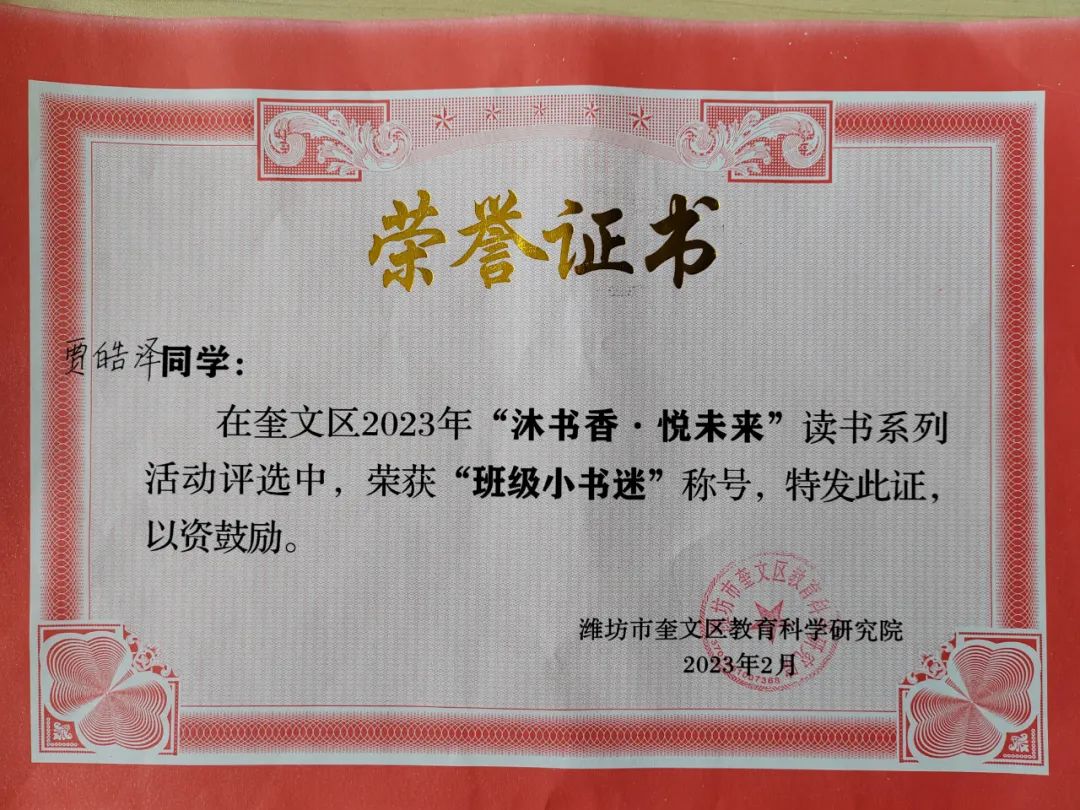 荣誉证书
贾皓泽同学：
在奎文区2023年“沐书香·悦未来”读书系列
活动评选中，荣获“班级小书迷”称号，特发此证，
以资鼓励。
潍坊市奎文区教育科学研究院
2023年2月